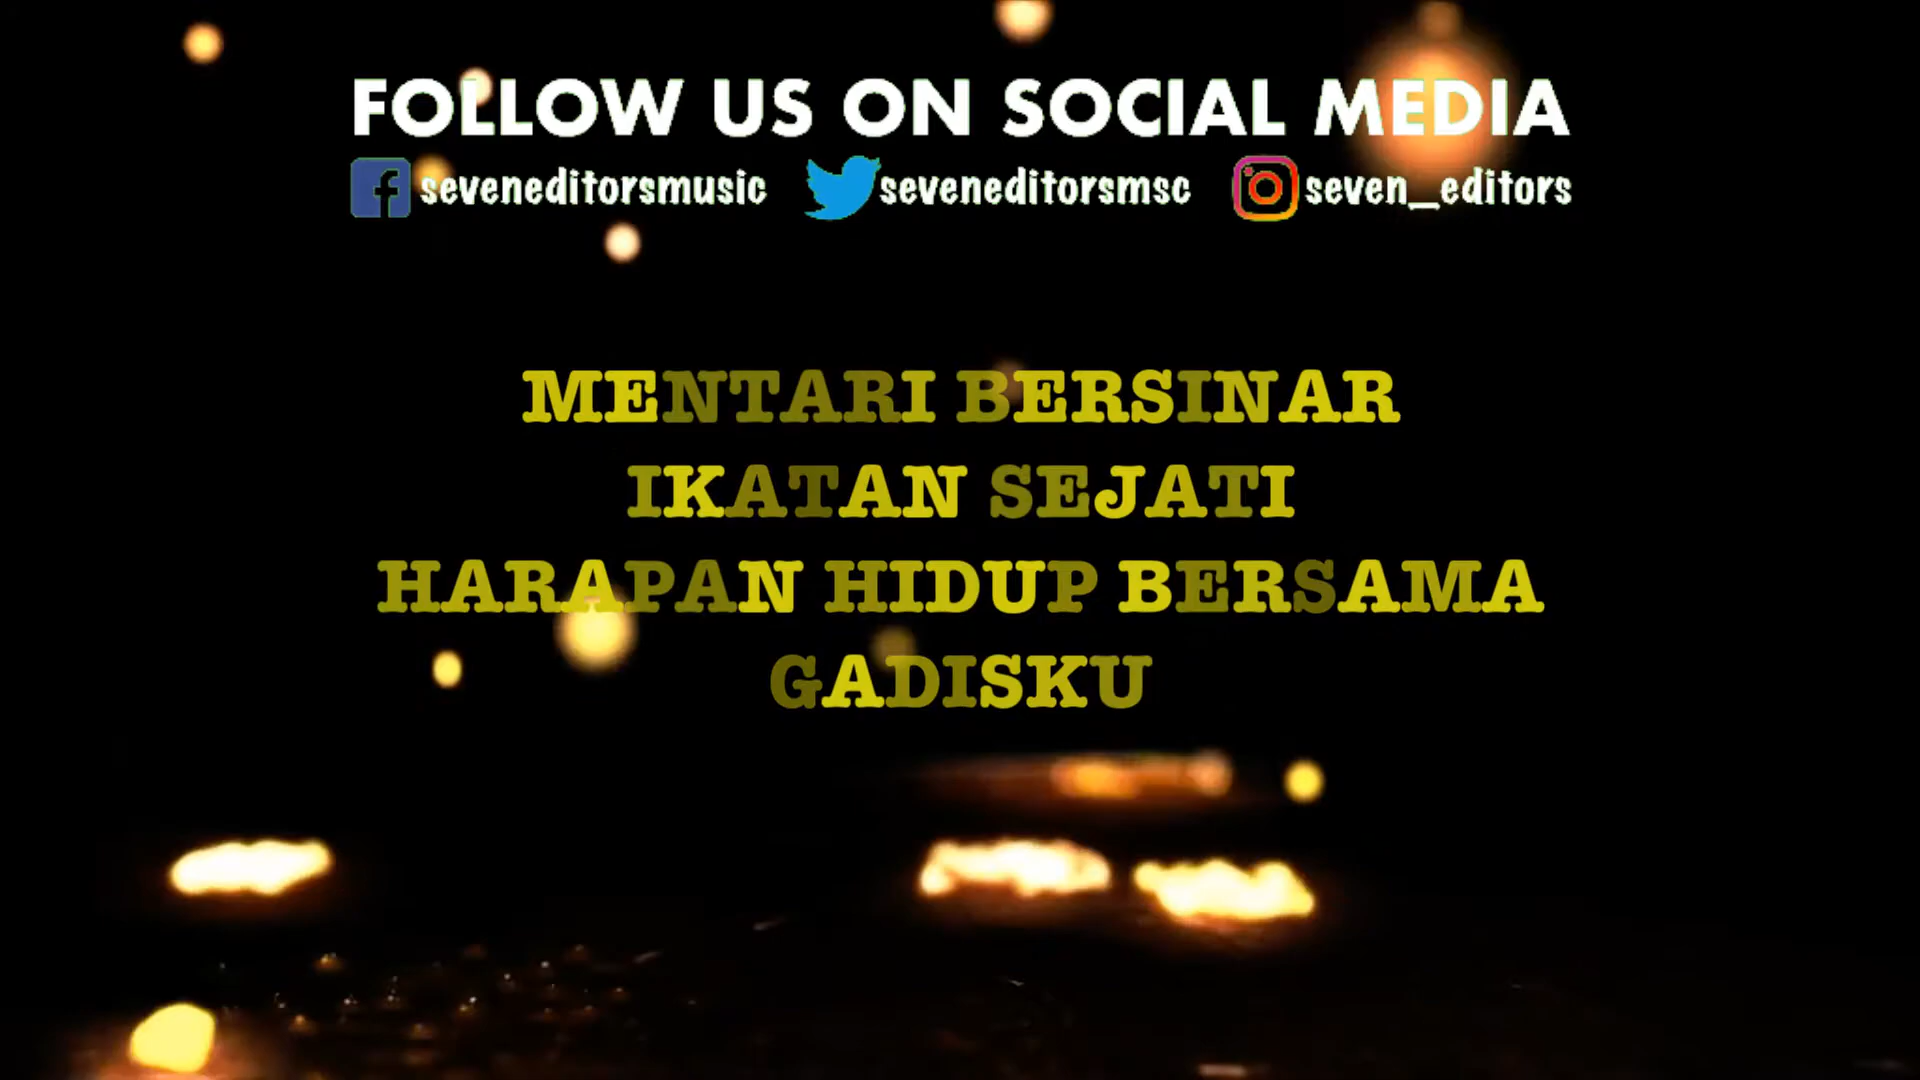 FOLLOW US ON SOCIAL MEDIA
seveneditorsmusic seveneditorsmsc seven_editors
MENTARI BERSINAR
IKATAN SEJATI
HARAPAN HIDUP BERSAMA
GADISKU